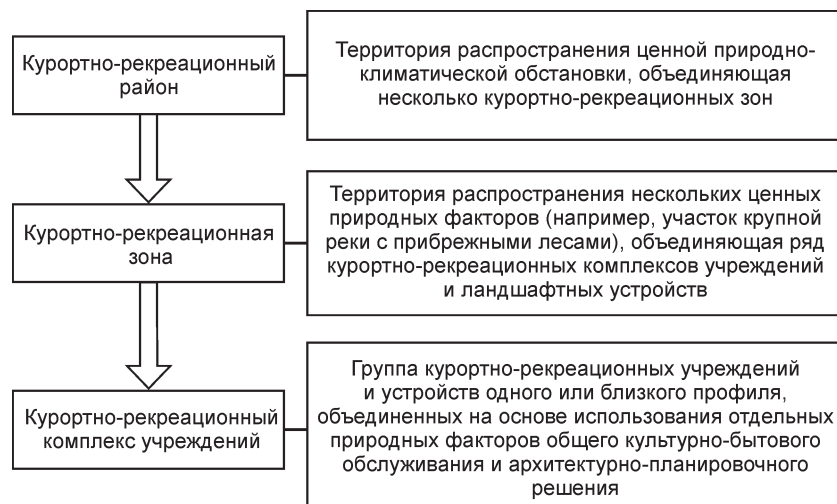 Курортно-рекреационный
район
Территория распространения ценной природно-
климатической обстановки, объединяющая
несколько курортно-рекреационных зон
Курортно-рекреационная
зона
Территория распространения нескольких ценных
природных факторов (например, участок крупной
реки с прибрежными лесами), объединяющая ряд
курортно-рекреационных комплексов учреждений
и ландшафтных устройств
Курортно-рекреационный
комплекс учреждений
Группа курортно-рекреационных учреждений
и устройств одного или близкого профиля,
объединенных на основе использования отдельных
природных факторов общего культурно-бытового
обслуживания и архитектурно-планировочного
решения